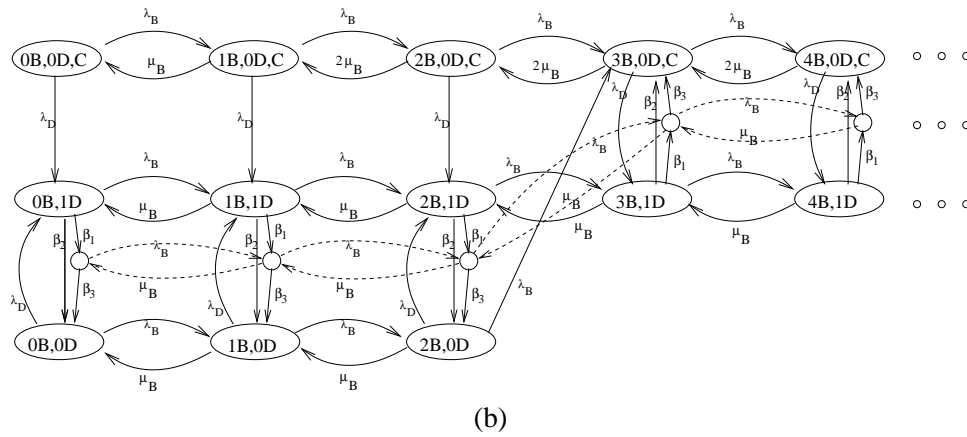 λB λB λB λB
0B,0D,C 1B,0D,C 2B,0D,C 3B,0D,C 4B,0D,C
μB 2μB 2μB 2μB
λD λD λD λD β2 β3 λB λD β2 β3
μB
λB λB λB λB β1 λB β1
0B,1D 1B,1D 2B,1D 3B,1D 4B,1D
μB μB μB μB μB
β2 β1 λB β2 β1 λB β2 β1
λD μB β3 λD μB β3 λD β3 λB
λB λB
0B,0D 1B,0D 2B,0D
μB μB
(b)